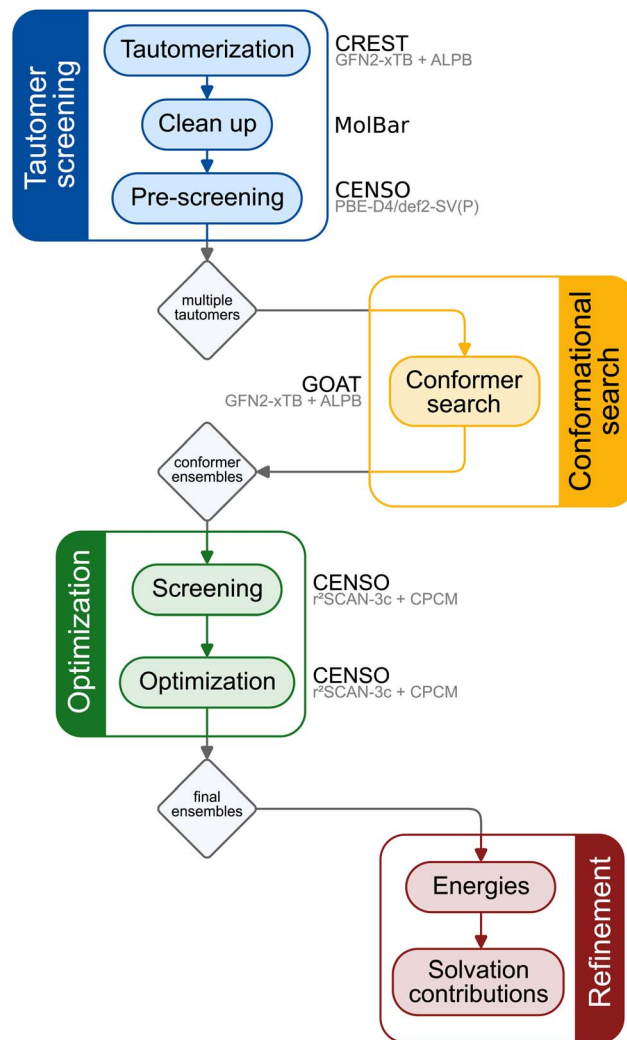 Tautomer
screening
Tautomerization
CREST
GFN2-xTB + ALPB
Clean up
MolBar
Pre-screening
CENSO
PBE-D4/def2-SV(P)
multiple
tautomers
Conformational
search
GOAT
GFN2-xTB + ALPB
Conformer
search
conformer
ensembles
Optimization
Screening
CENSO
r²SCAN-3c + CPCM
Optimization
CENSO
r²SCAN-3c + CPCM
final
ensembles
Refinement
Energies
Solvation
contributions